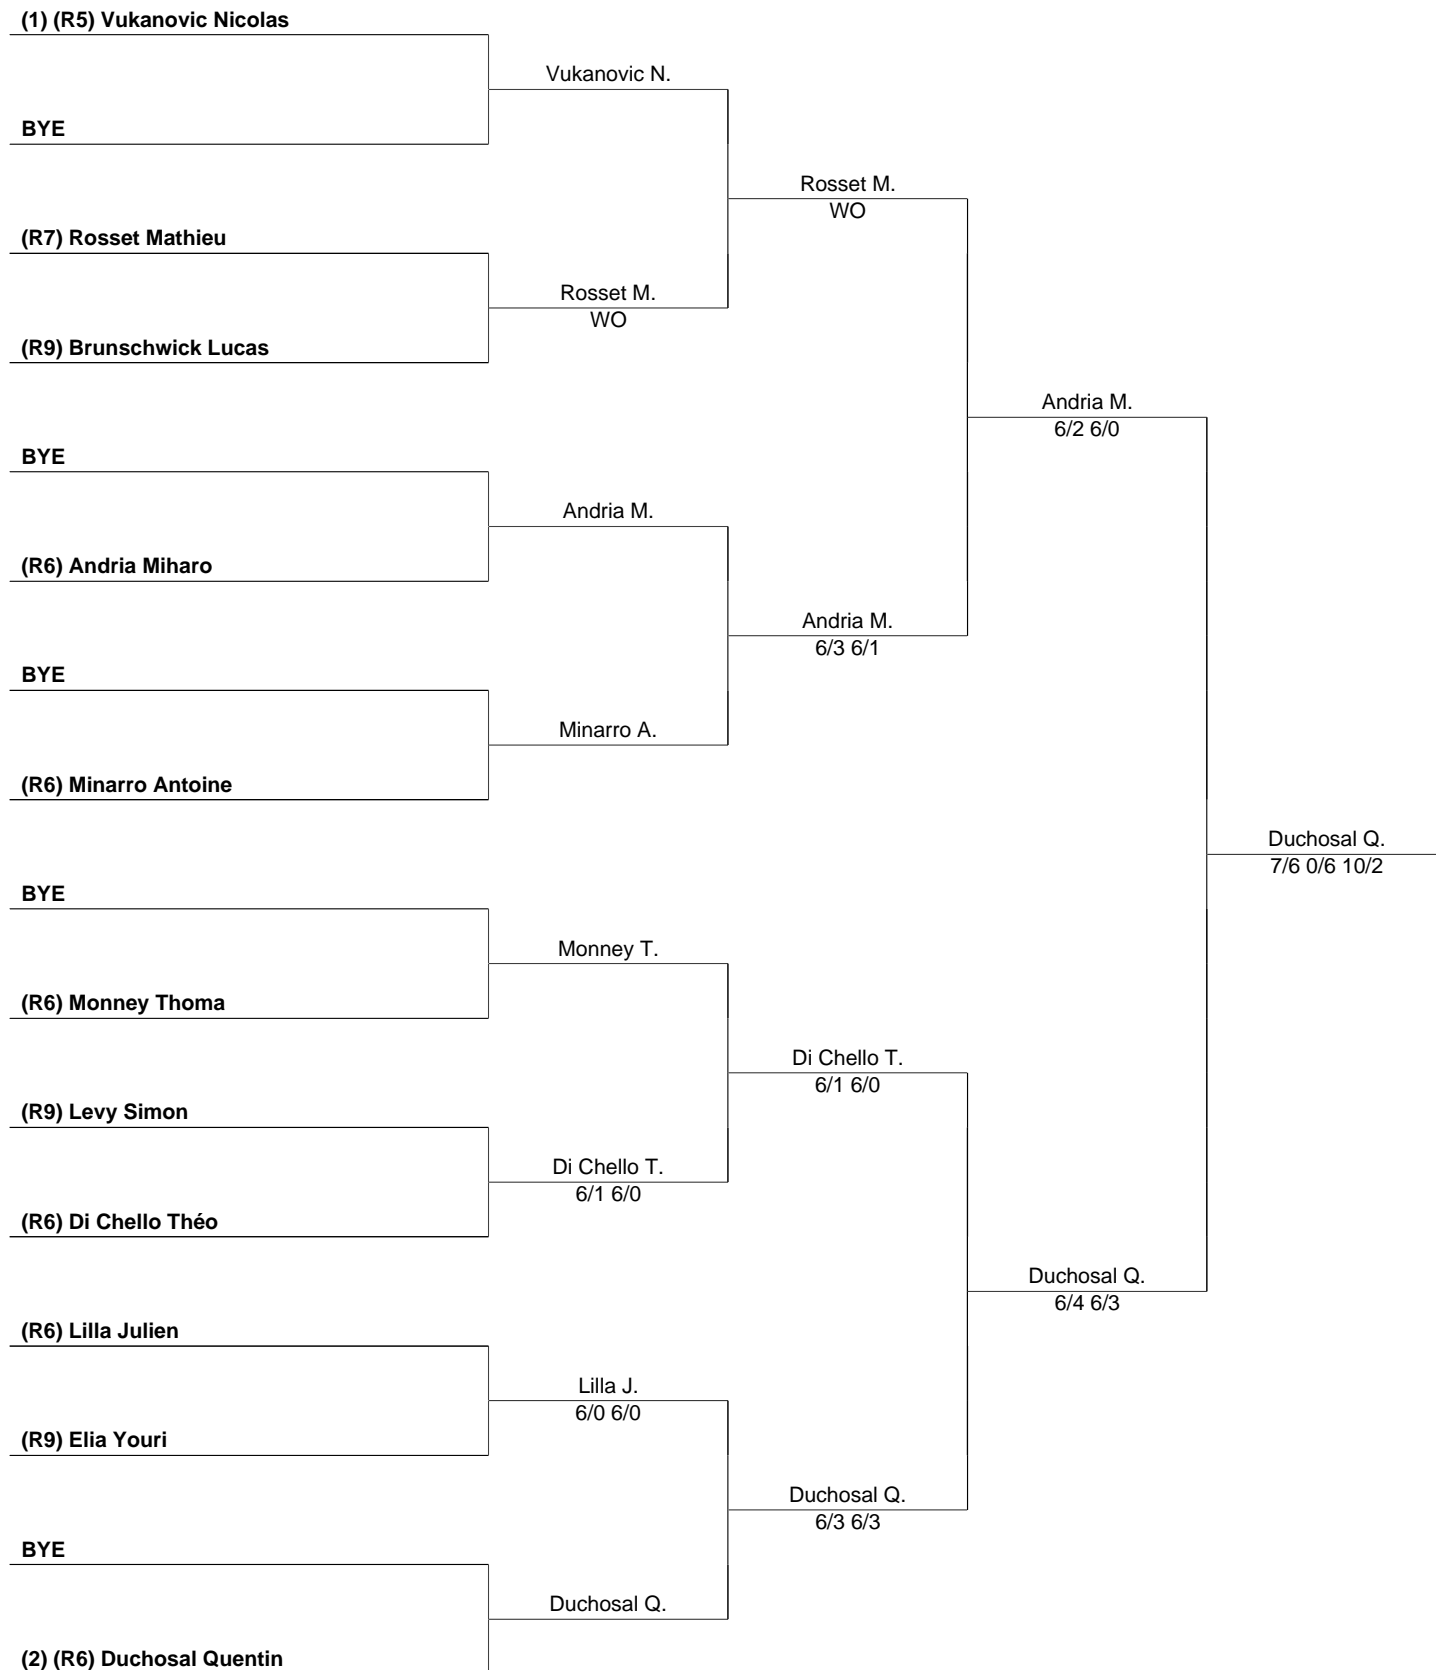 (1) (R5) Vukanovic Nicolas
Vukanovic N.
BYE
Rosset M.
WO
(R7) Rosset Mathieu
Rosset M.
WO
(R9) Brunschwick Lucas
Andria M.
6/2 6/0
BYE
Andria M.
(R6) Andria Miharo
Andria M.
6/3 6/1
BYE
Minarro A.
(R6) Minarro Antoine
Duchosal Q.
7/6 0/6 10/2
BYE
Monney T.
(R6) Monney Thoma
Di Chello T.
6/1 6/0
(R9) Levy Simon
Di Chello T.
6/1 6/0
(R6) Di Chello Théo
Duchosal Q.
6/4 6/3
(R6) Lilla Julien
Lilla J.
6/0 6/0
(R9) Elia Youri
Duchosal Q.
6/3 6/3
BYE
Duchosal Q.
(2) (R6) Duchosal Quentin